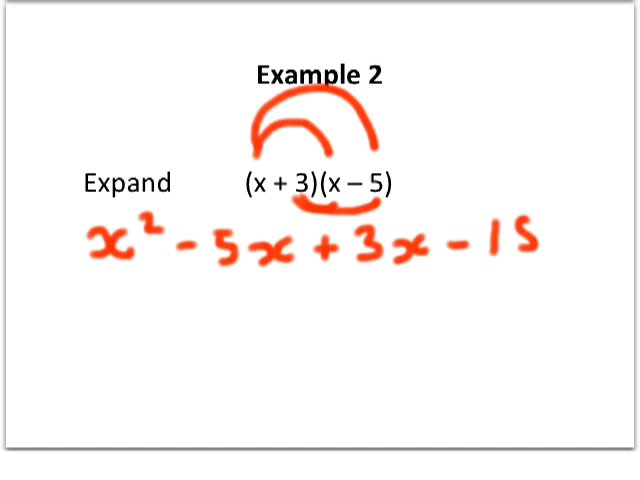 Example 2
Expand (x + 3)(x – 5)
x² - 5x + 3x - 15